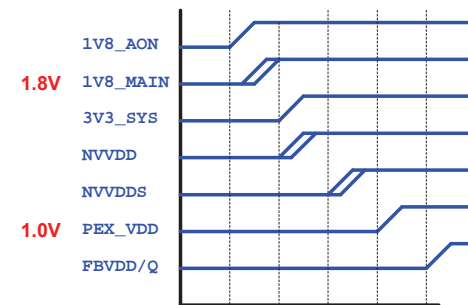 1V8_AON
1.8V 1V8_MAIN
3V3_SYS
NVVDD
NVVDDS
1.0V PEX_VDD
FBVDD/Q